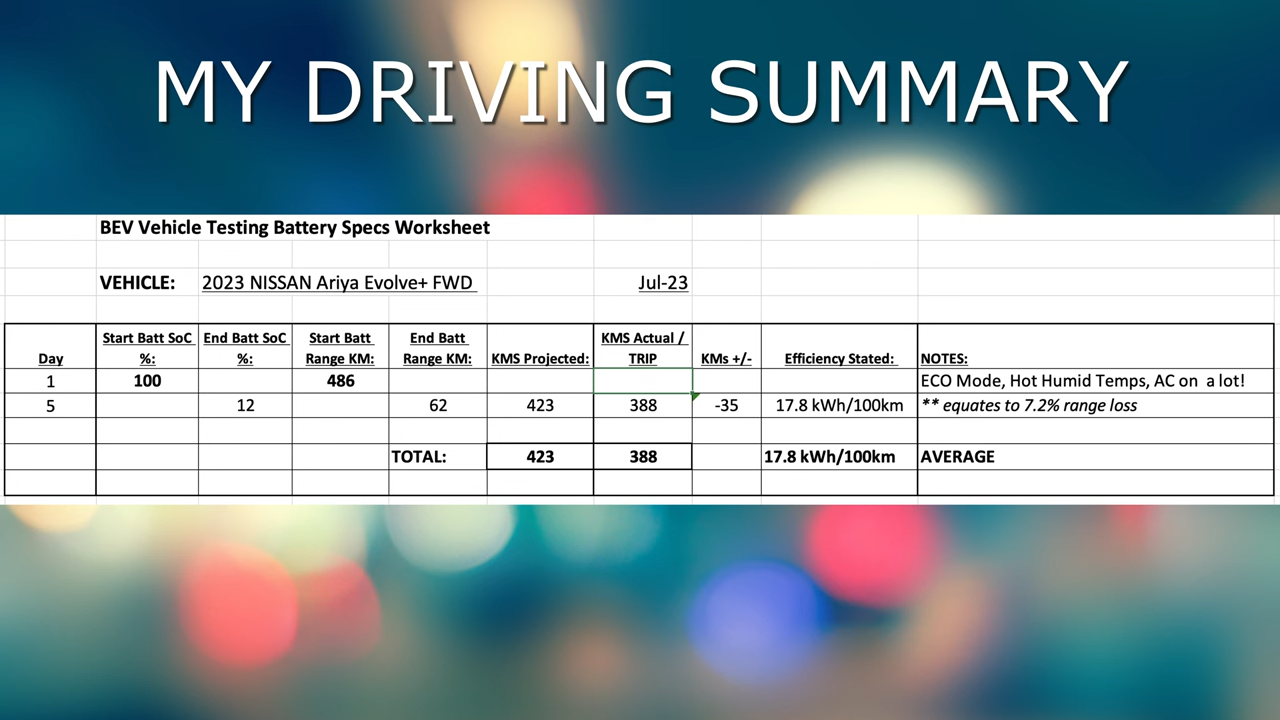 MY DRIVING SUMMARY
BEV Vehicle Testing Battery Specs Worksheet
VEHICLE: 2023 NISSAN Ariya Evolve+ FWD Jul-23
Start Batt SoC End Batt SoC Start Batt End Batt KMS Actual /
Day %: %: Range KM: Range KM: KMS Projected: TRIP KMs +/- Efficiency Stated: NOTES:
1 100 486 ECO Mode, Hot Humid Temps, AC on a lot!
5 12 62 423 388 -35 17.8 kWh/100km ** equates to 7.2% range loss
TOTAL: 423 388 17.8 kWh/100km AVERAGE